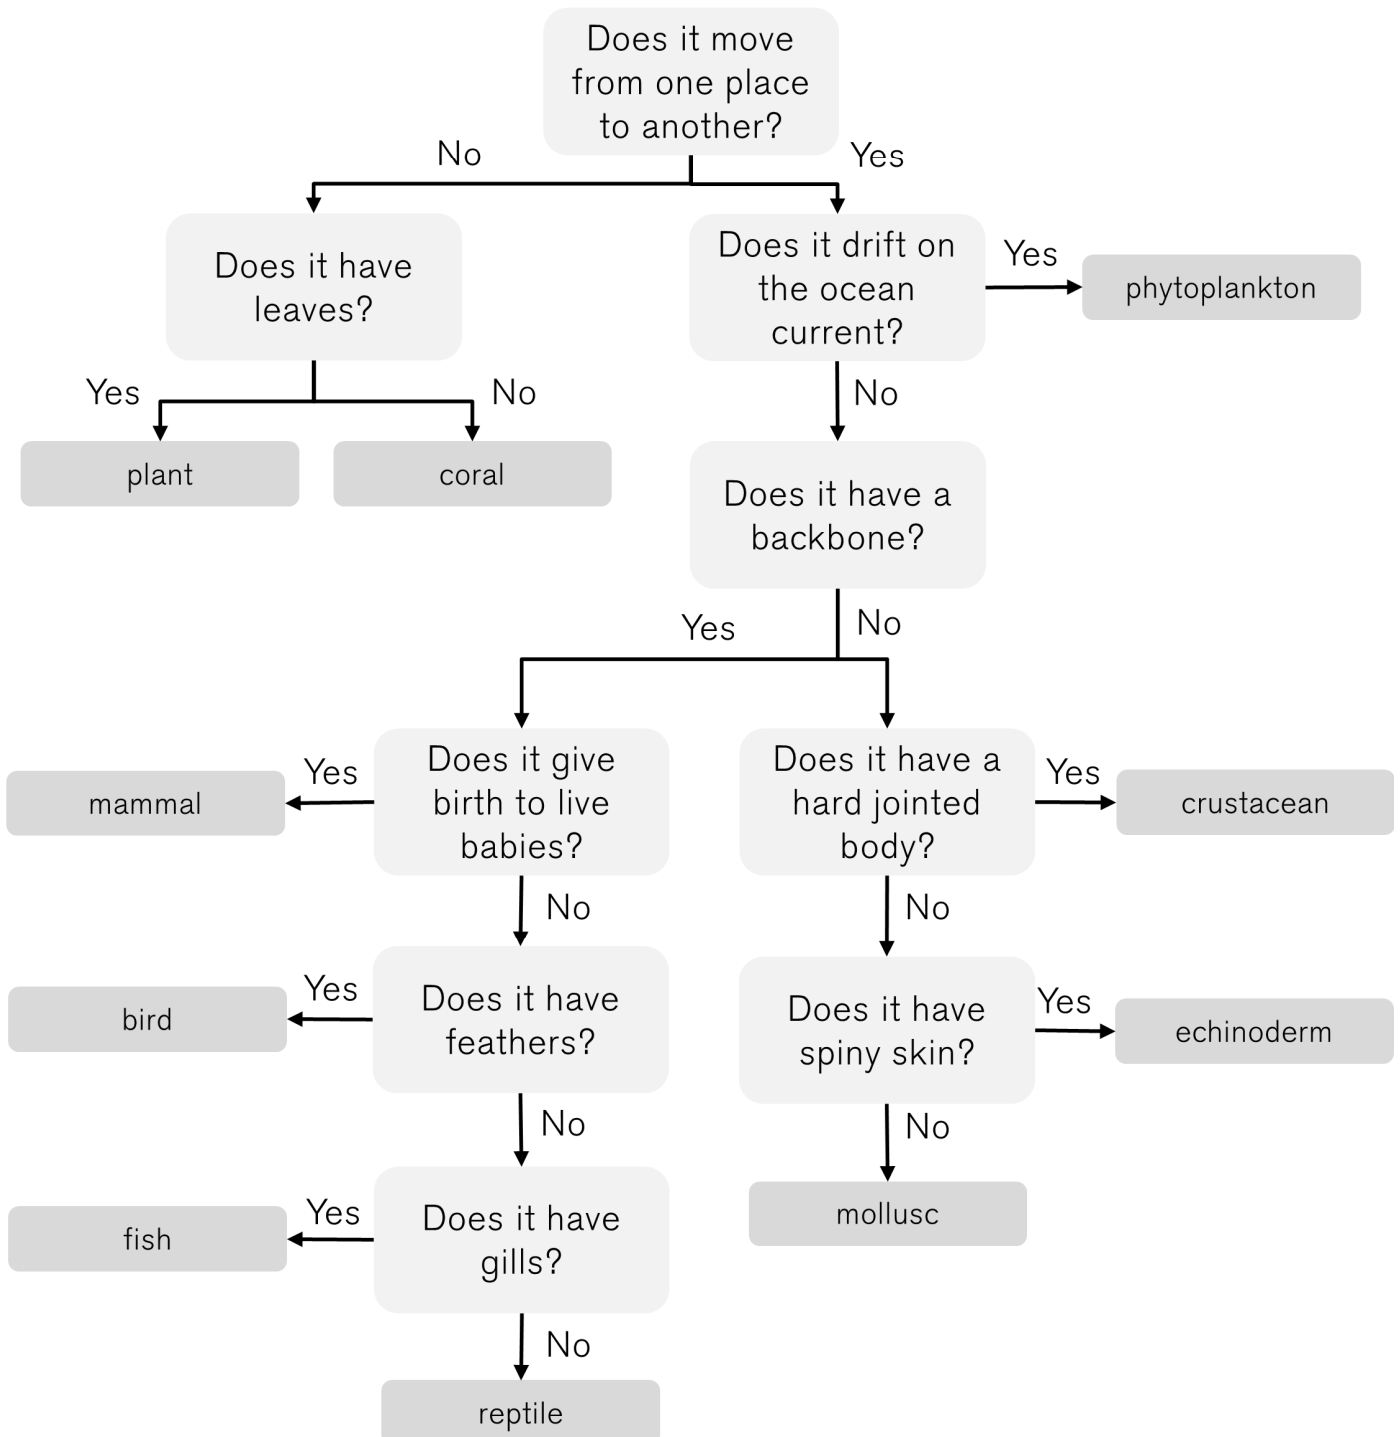 Does it move
from one place
to another?
No
Yes
Does it have
leaves?
Does it drift on
the ocean
current?
Yes
phytoplankton
Yes
No
No
plant
coral
Does it have a
backbone?
Yes
No
mammal
Yes
Does it give
birth to live
babies?
Does it have a
hard jointed
body?
Yes
crustacean
No
No
bird
Yes
Does it have
feathers?
Does it have
spiny skin?
Yes
echinoderm
No
No
fish
Yes
Does it have
gills?
mollusc
No
reptile